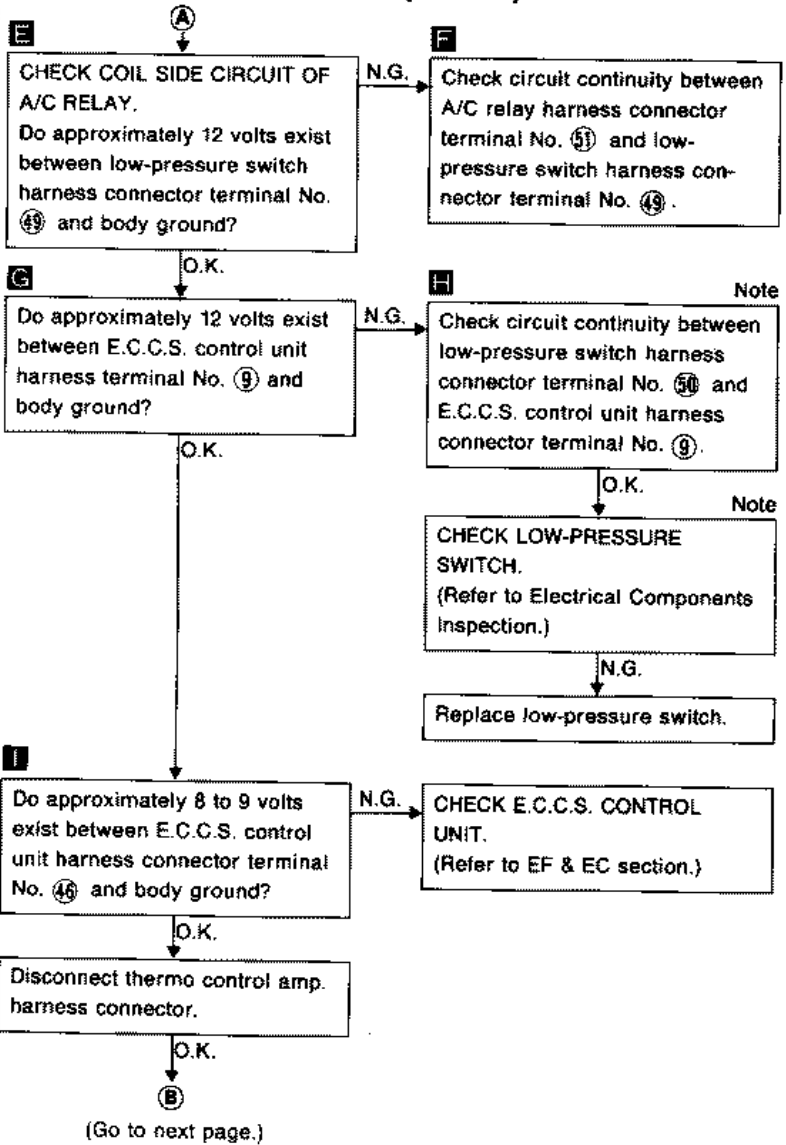 A
E
CHECK COIL SIDE CIRCUIT OF
A/C RELAY.
Do approximately 12 volts exist
between low-pressure switch
harness connector terminal No.
49 and body ground?
N.G.
F
Check circuit continuity between
A/C relay harness connector
terminal No. 51 and low-
pressure switch harness con-
nector terminal No. 49.
O.K.
G
Do approximately 12 volts exist
between E.C.C.S. control unit
harness terminal No. 9 and
body ground?
N.G.
H
Note
Check circuit continuity between
low-pressure switch harness
connector terminal No. 50 and
E.C.C.S. control unit harness
connector terminal No. 9.
O.K.
O.K.
Note
CHECK LOW-PRESSURE
SWITCH.
(Refer to Electrical Components
Inspection.)
N.G.
Replace low-pressure switch.
I
Do approximately 8 to 9 volts
exist between E.C.C.S. control
unit harness connector terminal
No. 46 and body ground?
N.G.
CHECK E.C.C.S. CONTROL
UNIT.
(Refer to EF & EC section.)
O.K.
Disconnect thermo control amp.
harness connector.
O.K.
B
(Go to next page.)